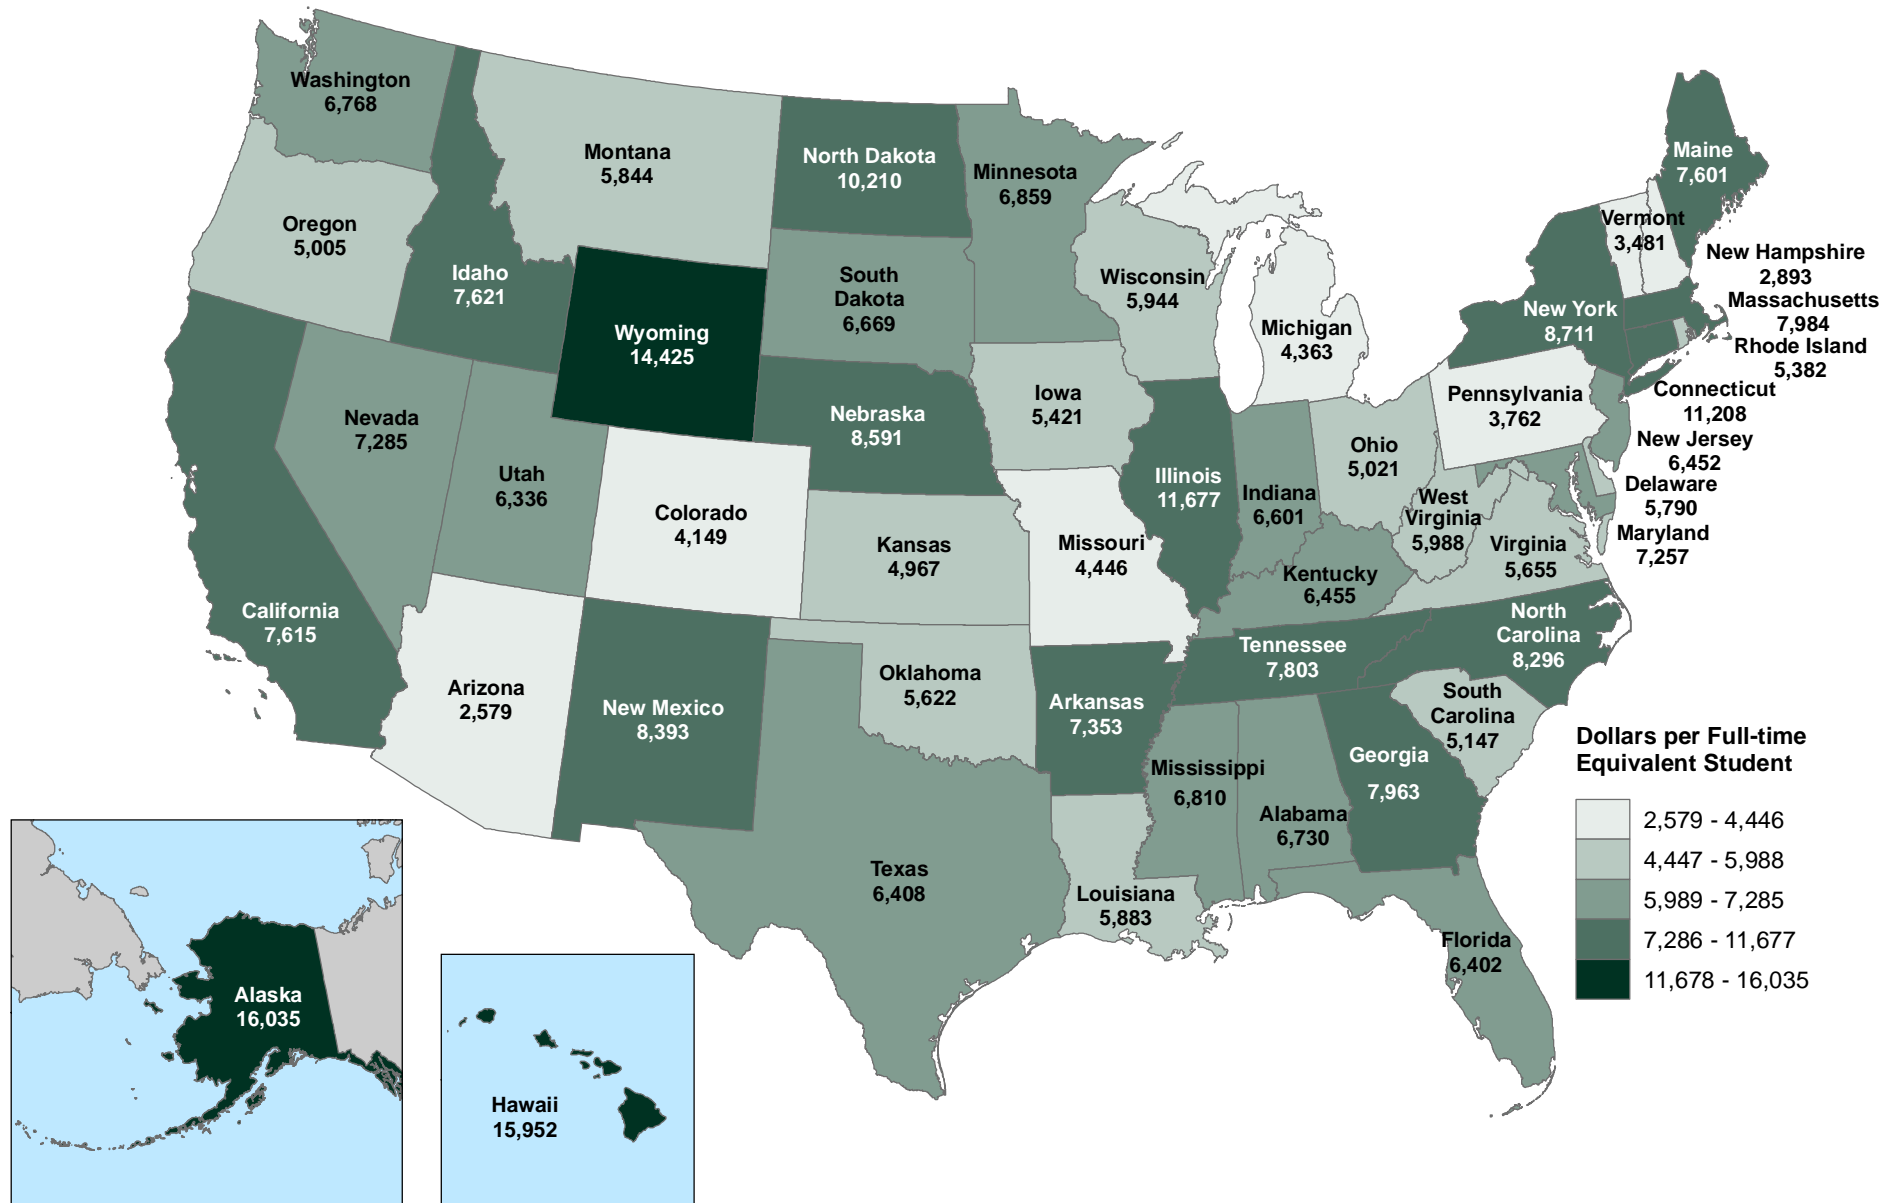 Washington
6,768
Oregon
5,005
Montana
5,844
Idaho
7,621
North Dakota
10,210
Minnesota
6,859
South
Dakota
6,669
Wyoming
14,425
Wisconsin
5,944
Michigan
4,363
Maine
7,601
Vermont
3,481
New Hampshire
2,893
Massachusetts
7,984
New York
8,711
Rhode Island
5,382
Connecticut
11,208
Pennsylvania
3,762
New Jersey
6,452
Delaware
5,790
Maryland
7,257
Nevada
7,285
Utah
6,336
Nebraska
8,591
Iowa
5,421
Illinois
11,677
Indiana
6,601
Ohio
5,021
West
Virginia
5,988
Virginia
5,655
Colorado
4,149
Kansas
4,967
Missouri
4,446
Kentucky
6,455
California
7,615
Arizona
2,579
New Mexico
8,393
Oklahoma
5,622
Arkansas
7,353
Tennessee
7,803
North
Carolina
8,296
South
Carolina
5,147
Georgia
7,963
Mississippi
6,810
Alabama
6,730
Texas
6,408
Louisiana
5,883
Florida
6,402
Alaska
16,035
Hawaii
15,952
Dollars per Full-time
Equivalent Student
2,579 - 4,446
4,447 - 5,988
5,989 - 7,285
7,286 - 11,677
11,678 - 16,035